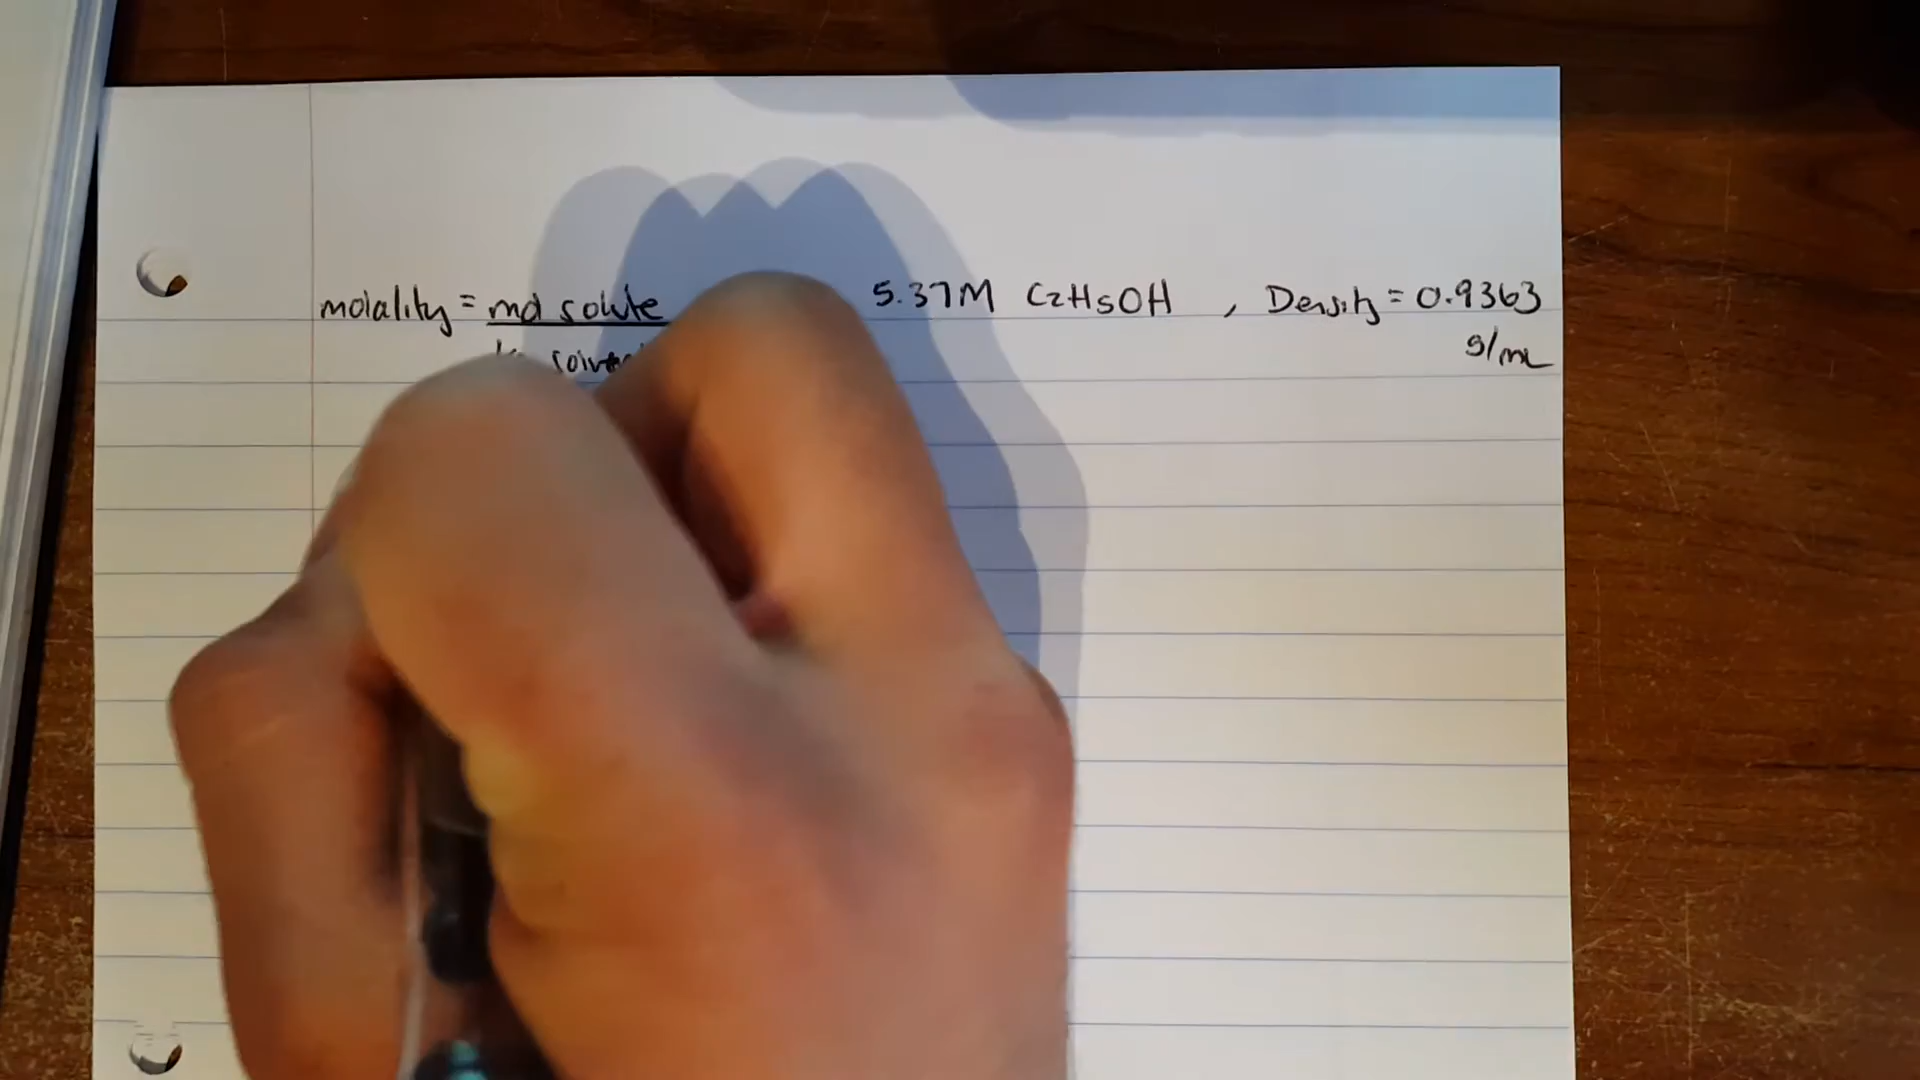 molality = mol solute 5.37M C2H5OH , Density = 0.9363
g/mL